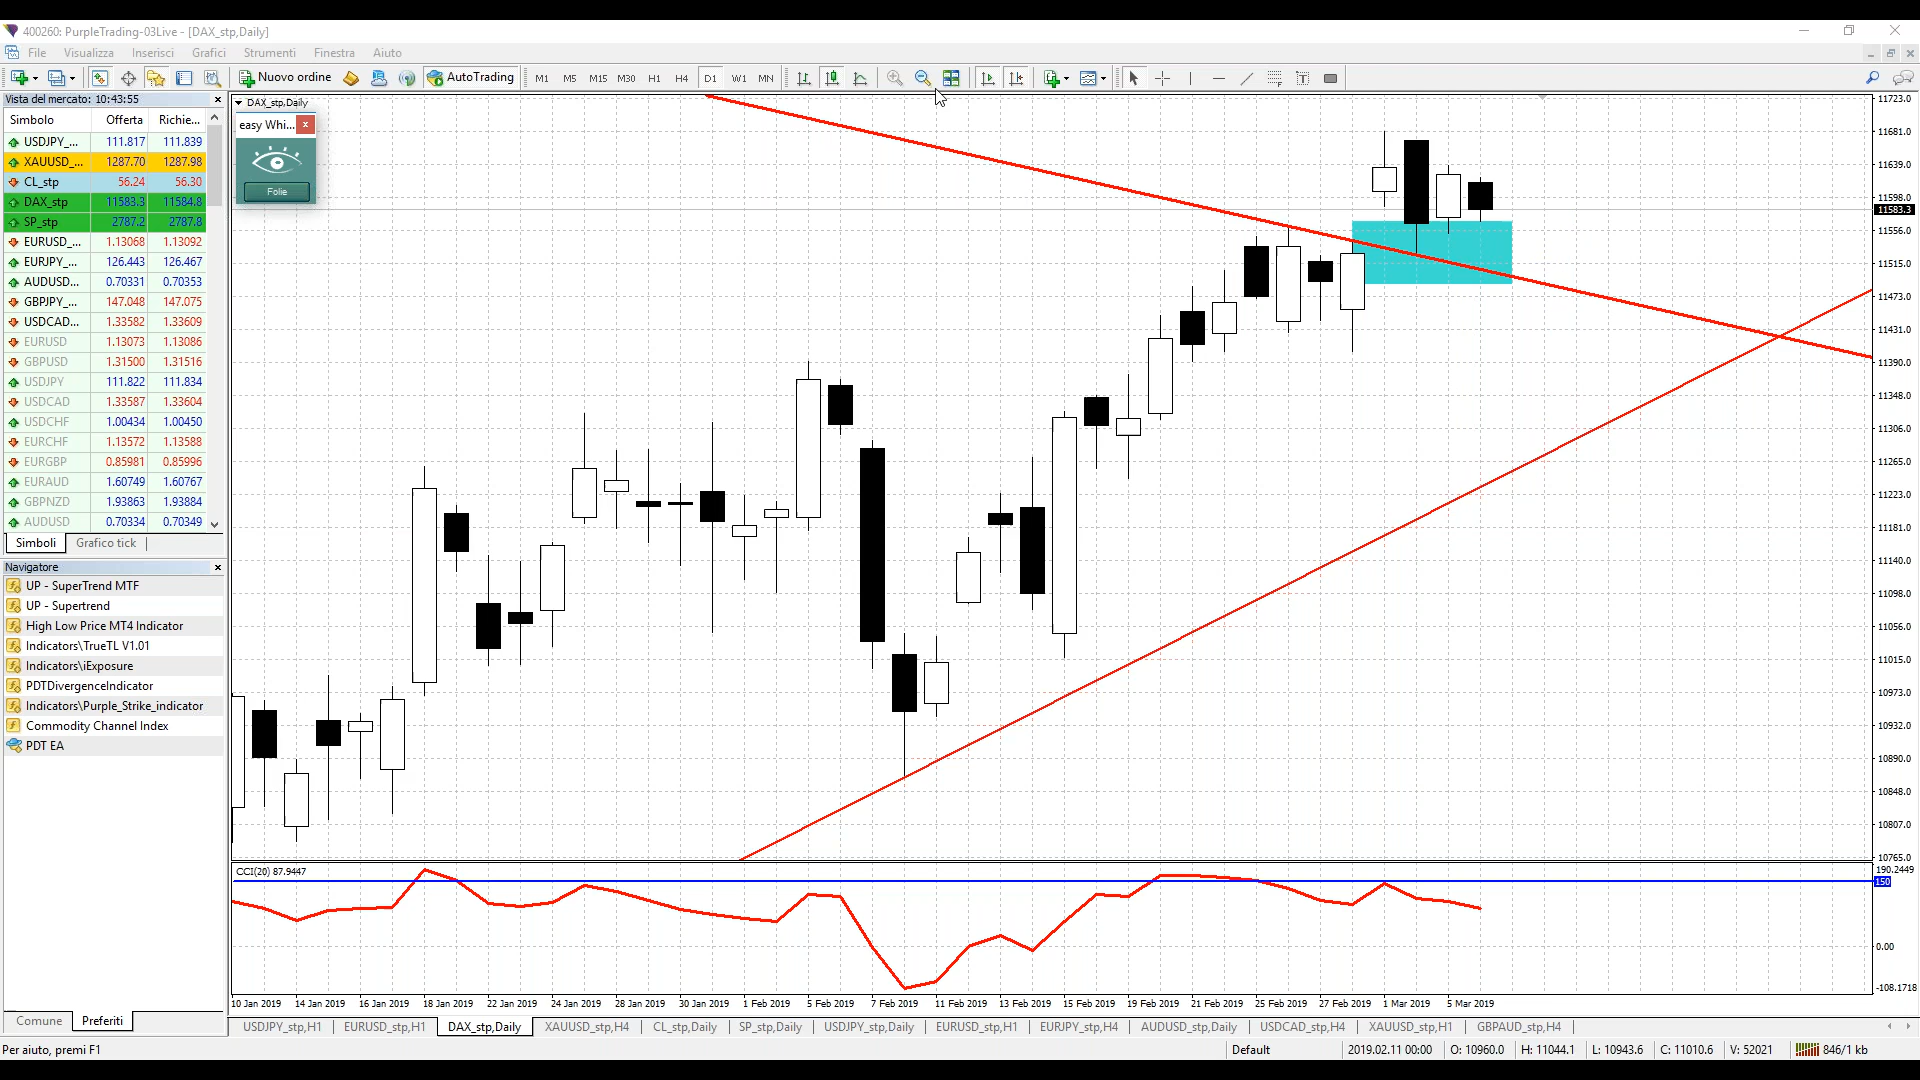 400260: PurpleTrading-03Live - [DAX_stp,Daily]
File Visualizza Inserisci Grafici Strumenti Finestra Aiuto
Nuovo ordine AutoTrading M1 M5 M15 M30 H1 H4 D1 W1 MN
Vista del mercato: 10:43:55
Simbolo Offerta Richie...
USDJPY_... 111.817 111.839
XAUUSD_... 1287.70 1287.98
CL_stp 56.24 56.30
DAX_stp 11583.3 11584.8
SP_stp 2787.2 2787.8
EURUSD_... 1.13068 1.13092
EURJPY_... 126.443 126.467
AUDUSD... 0.70331 0.70353
GBPJPY_... 147.048 147.075
USDCAD... 1.33582 1.33609
EURUSD 1.13073 1.13086
GBPUSD 1.31500 1.31516
USDJPY 111.822 111.834
USDCAD 1.33587 1.33604
USDCHF 1.00434 1.00450
EURCHF 1.13572 1.13588
EURGBP 0.85981 0.85996
EURAUD 1.60749 1.60767
GBPNZD 1.93863 1.93884
AUDUSD 0.70334 0.70349
Simboli Grafico tick
Navigatore
UP - SuperTrend MTF
UP - Supertrend
High Low Price MT4 Indicator
Indicators\TrueTL V1.01
Indicators\iExposure
PDTDivergenceIndicator
Indicators\Purple_Strike_indicator
Commodity Channel Index
PDT EA
Comune Preferiti
DAX_stp,Daily
easy Whi...
Folie
11723.0
11681.0
11639.0
11598.0
11583.3
11556.0
11515.0
11473.0
11431.0
11390.0
11348.0
11306.0
11265.0
11223.0
11181.0
11140.0
11098.0
11056.0
11015.0
10973.0
10932.0
10890.0
10848.0
10807.0
10765.0
CCI(20) 87.9447
190.2449
150
0.00
-108.1718
10 Jan 2019 14 Jan 2019 16 Jan 2019 18 Jan 2019 22 Jan 2019 24 Jan 2019 28 Jan 2019 30 Jan 2019 1 Feb 2019 5 Feb 2019 7 Feb 2019 11 Feb 2019 13 Feb 2019 15 Feb 2019 19 Feb 2019 21 Feb 2019 25 Feb 2019 27 Feb 2019 1 Mar 2019 5 Mar 2019
USDJPY_stp,H1 EURUSD_stp,H1 DAX_stp,Daily XAUUSD_stp,H4 CL_stp,Daily SP_stp,Daily USDJPY_stp,Daily EURUSD_stp,H1 EURJPY_stp,H4 AUDUSD_stp,Daily USDCAD_stp,H4 XAUUSD_stp,H1 GBPAUD_stp,H4
Per aiuto, premi F1 Default 2019.02.11 00:00 O: 10960.0 H: 11044.1 L: 10943.6 C: 11010.6 V: 52021 846/1 kb